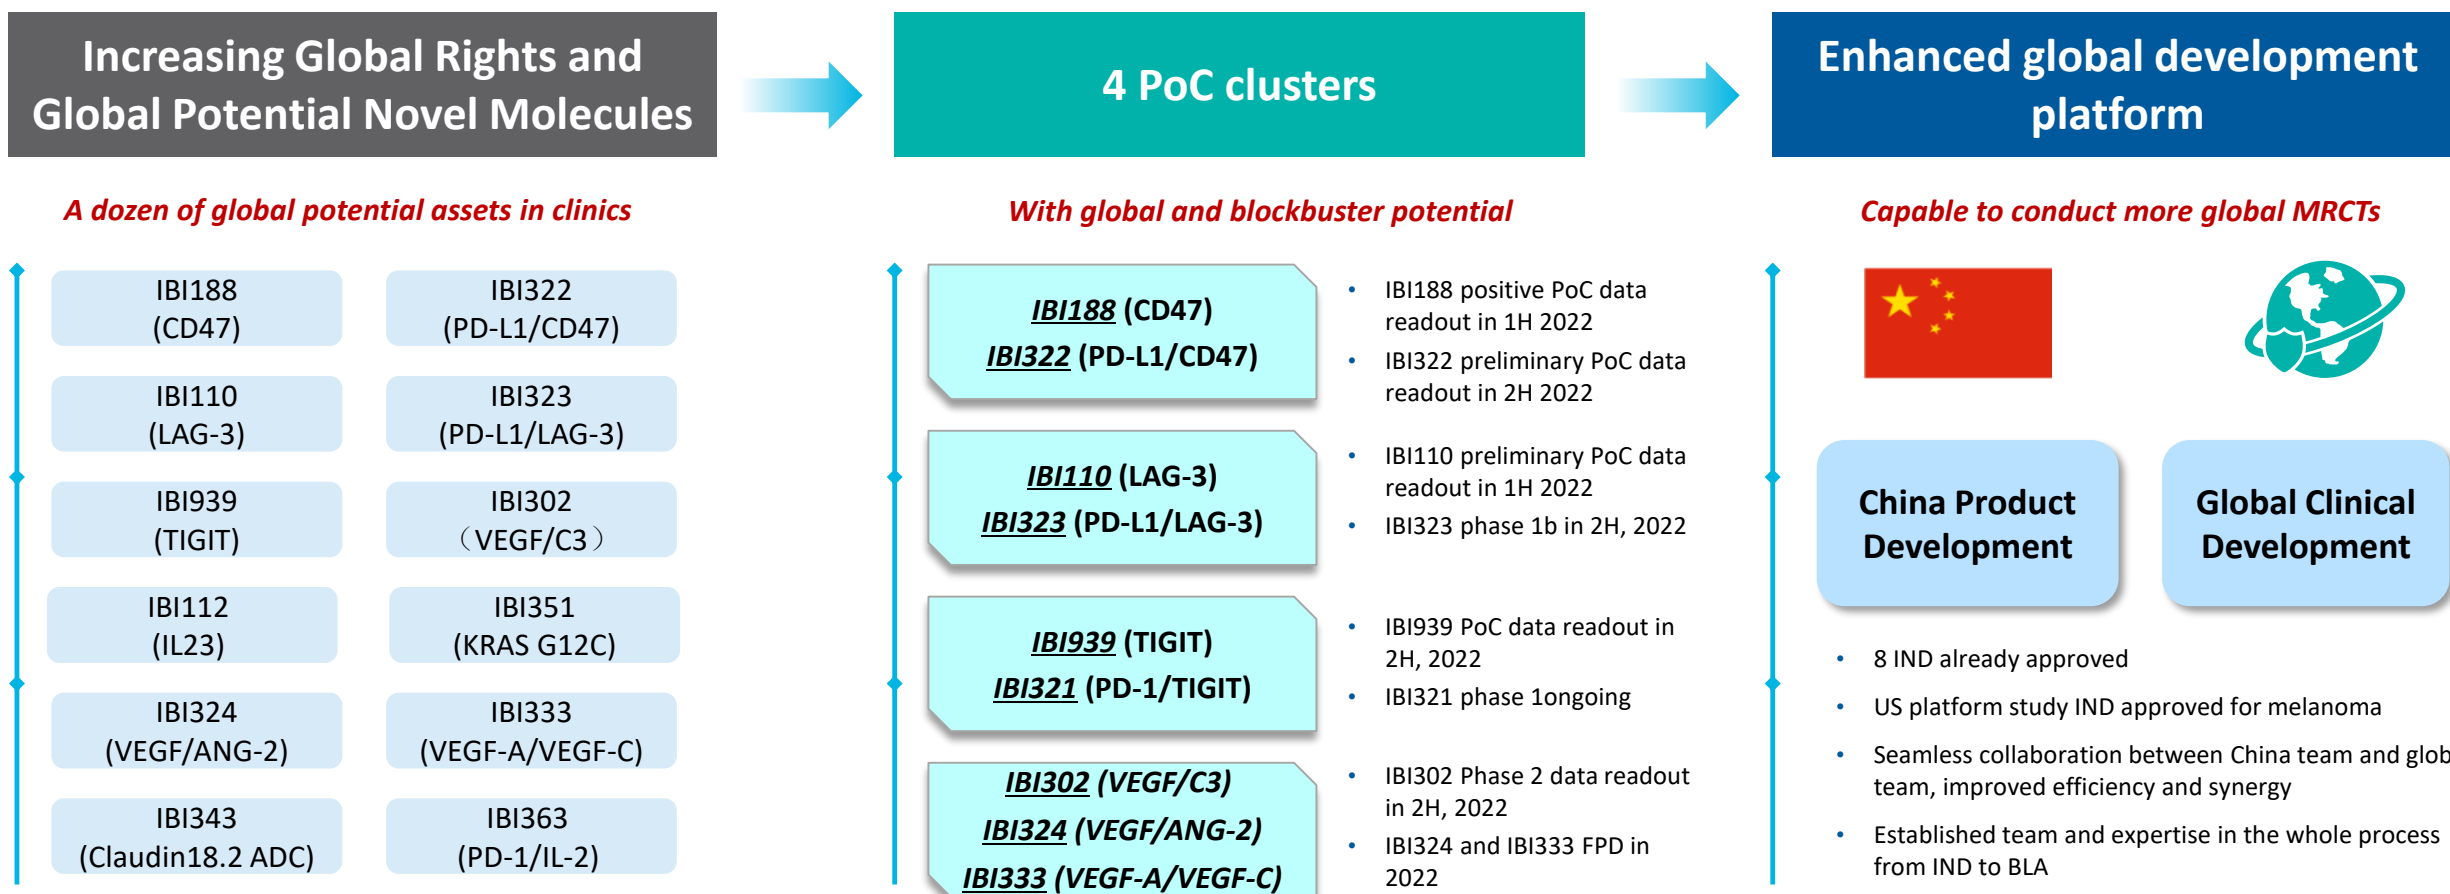 Increasing Global Rights and
Global Potential Novel Molecules
4 PoC clusters
Enhanced global development
platform
A dozen of global potential assets in clinics
IBI188
(CD47)
IBI322
(PD-L1/CD47)
IBI110
(LAG-3)
IBI323
(PD-L1/LAG-3)
IBI939
(TIGIT)
IBI302
（VEGF/C3）
IBI112
(IL23)
IBI351
(KRAS G12C)
IBI324
(VEGF/ANG-2)
IBI333
(VEGF-A/VEGF-C)
IBI343
(Claudin18.2 ADC)
IBI363
(PD-1/IL-2)
With global and blockbuster potential
IBI188 (CD47)
IBI322 (PD-L1/CD47)
• IBI188 positive PoC data
readout in 1H 2022
• IBI322 preliminary PoC data
readout in 2H 2022
IBI110 (LAG-3)
IBI323 (PD-L1/LAG-3)
• IBI110 preliminary PoC data
readout in 1H 2022
• IBI323 phase 1b in 2H, 2022
IBI939 (TIGIT)
IBI321 (PD-1/TIGIT)
• IBI939 PoC data readout in
2H, 2022
• IBI321 phase 1ongoing
IBI302 (VEGF/C3)
IBI324 (VEGF/ANG-2)
IBI333 (VEGF-A/VEGF-C)
• IBI302 Phase 2 data readout
in 2H, 2022
• IBI324 and IBI333 FPD in
2022
Capable to conduct more global MRCTs
China Product
Development
Global Clinical
Development
• 8 IND already approved
• US platform study IND approved for melanoma
• Seamless collaboration between China team and glob
team, improved efficiency and synergy
• Established team and expertise in the whole process
from IND to BLA